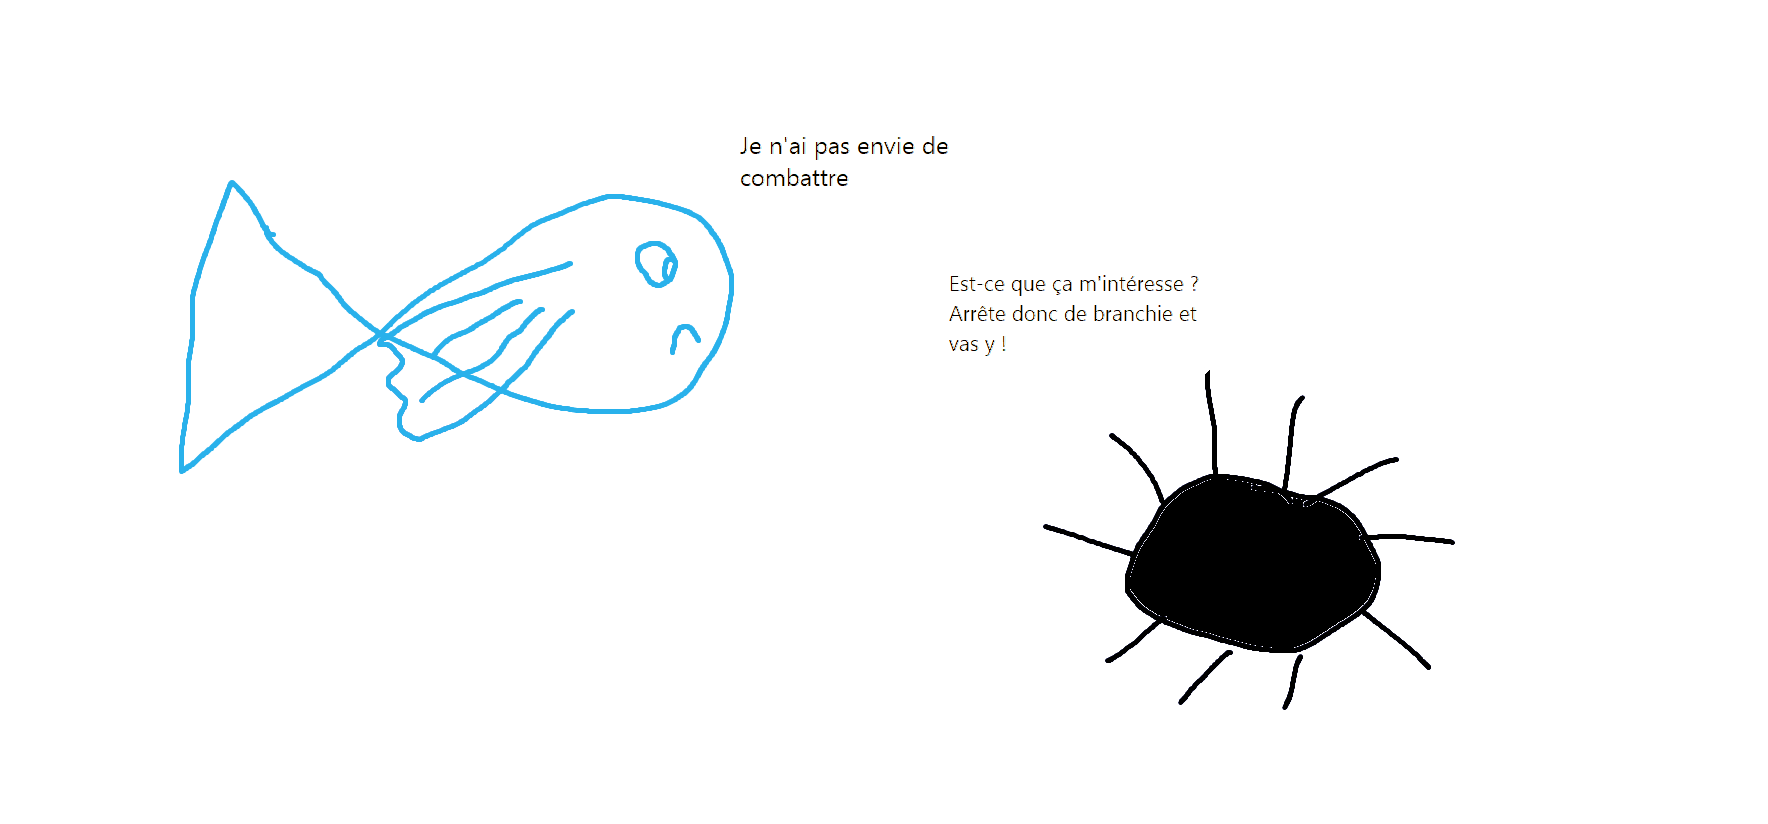 Je n'ai pas envie de
combattre
Est-ce que ça m'intéresse ?
Arrête donc de branchie et
vas y !